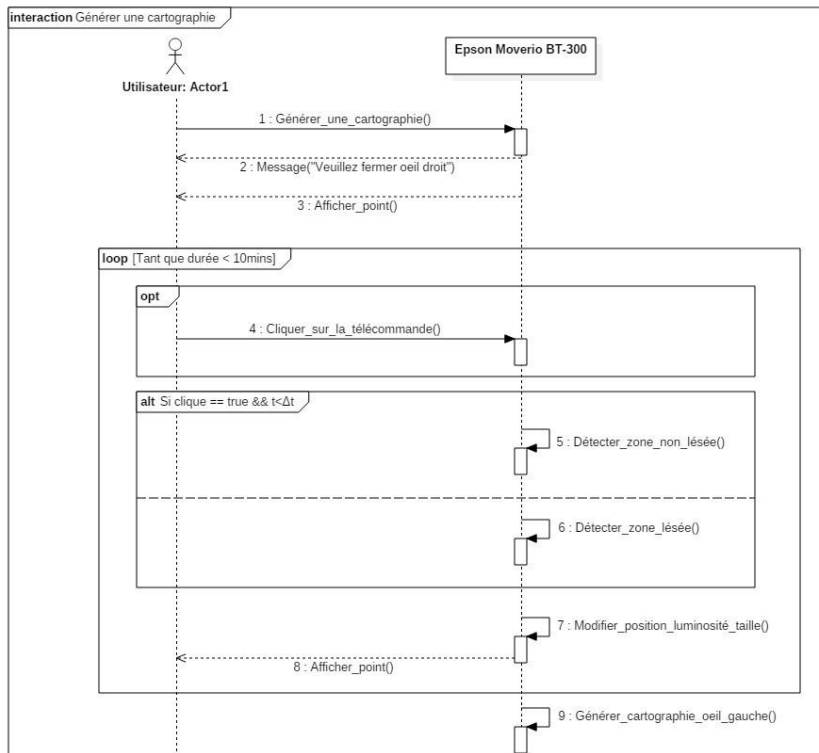 interaction Générer une cartographie
Utilisateur: Actor1
Epson Moverio BT-300
1 : Générer_une_cartographie()
2 : Message("Veuillez fermer oeil droit")
3 : Afficher_point()
loop [Tant que durée < 10mins]
opt
4 : Cliquer_sur_la_télécommande()
alt Si clique == true && t<Δt
5 : Détecter_zone_non_lésée()
6 : Détecter_zone_lésée()
7 : Modifier_position_luminosité_taille()
8 : Afficher_point()
9 : Générer_cartographie_oeil_gauche()